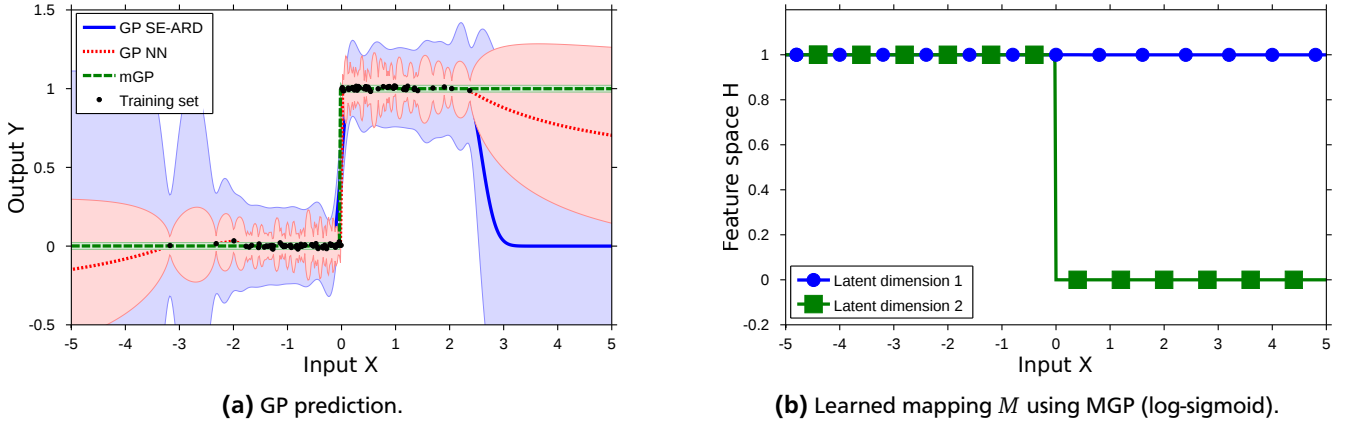 1.5
1
0.5
0
-0.5
Output Y
GP SE-ARD
GP NN
mGP
Training set
-5 -4 -3 -2 -1 0 1 2 3 4 5
Input X
(a) GP prediction.
1
0.8
0.6
0.4
0.2
0
-0.2
Feature space H
Latent dimension 1
Latent dimension 2
-5 -4 -3 -2 -1 0 1 2 3 4 5
Input X
(b) Learned mapping M using MGP (log-sigmoid).